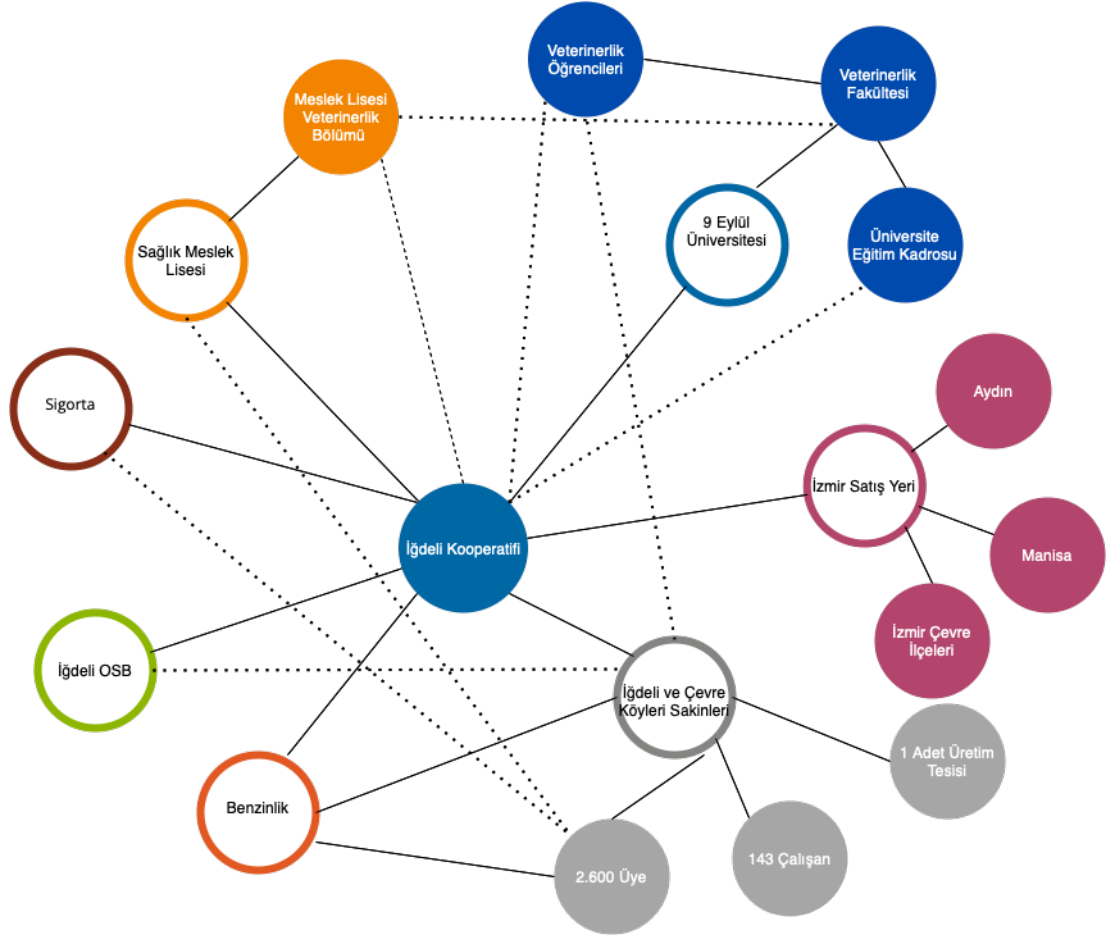 Veterinerlik
Öğrencileri
Veterinerlik
Fakültesi
Meslek Lisesi
Veterinerlik
Bölümü
9 Eylül
Üniversitesi
Üniversite
Eğitim Kadrosu
Sağlık Meslek
Lisesi
Sigorta
Aydın
İzmir Satış Yeri
İğdeli Kooperatifi
Manisa
İzmir Çevre
İlçeleri
İğdeli OSB
İğdeli ve Çevre
Köyleri Sakinleri
1 Adet Üretim
Tesisi
Benzinlik
2.600 Üye
143 Çalışan